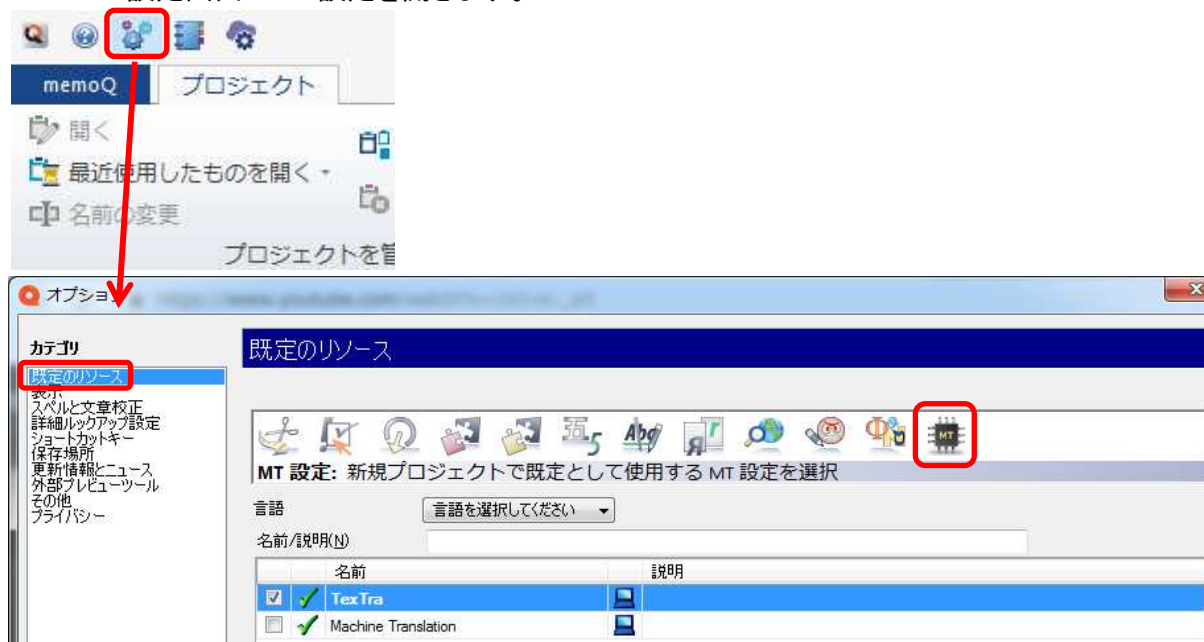 memoQ プロジェクト
開く
最近使用したものを開く
名前の変更
プロジェクトを
オプショ
カテゴリ
既定のリソース
既定のリソース
表示
スペルと文章校正
詳細ルックアップ設定
ショートカットキー
保存場所
更新情報とニュース
外部プレビューツール
その他
プライバシー
MT
MT 設定: 新規プロジェクトで既定として使用する MT 設定を選択
言語 言語を選択してください
名前/説明(N)
名前 説明
TexTra
Machine Translation